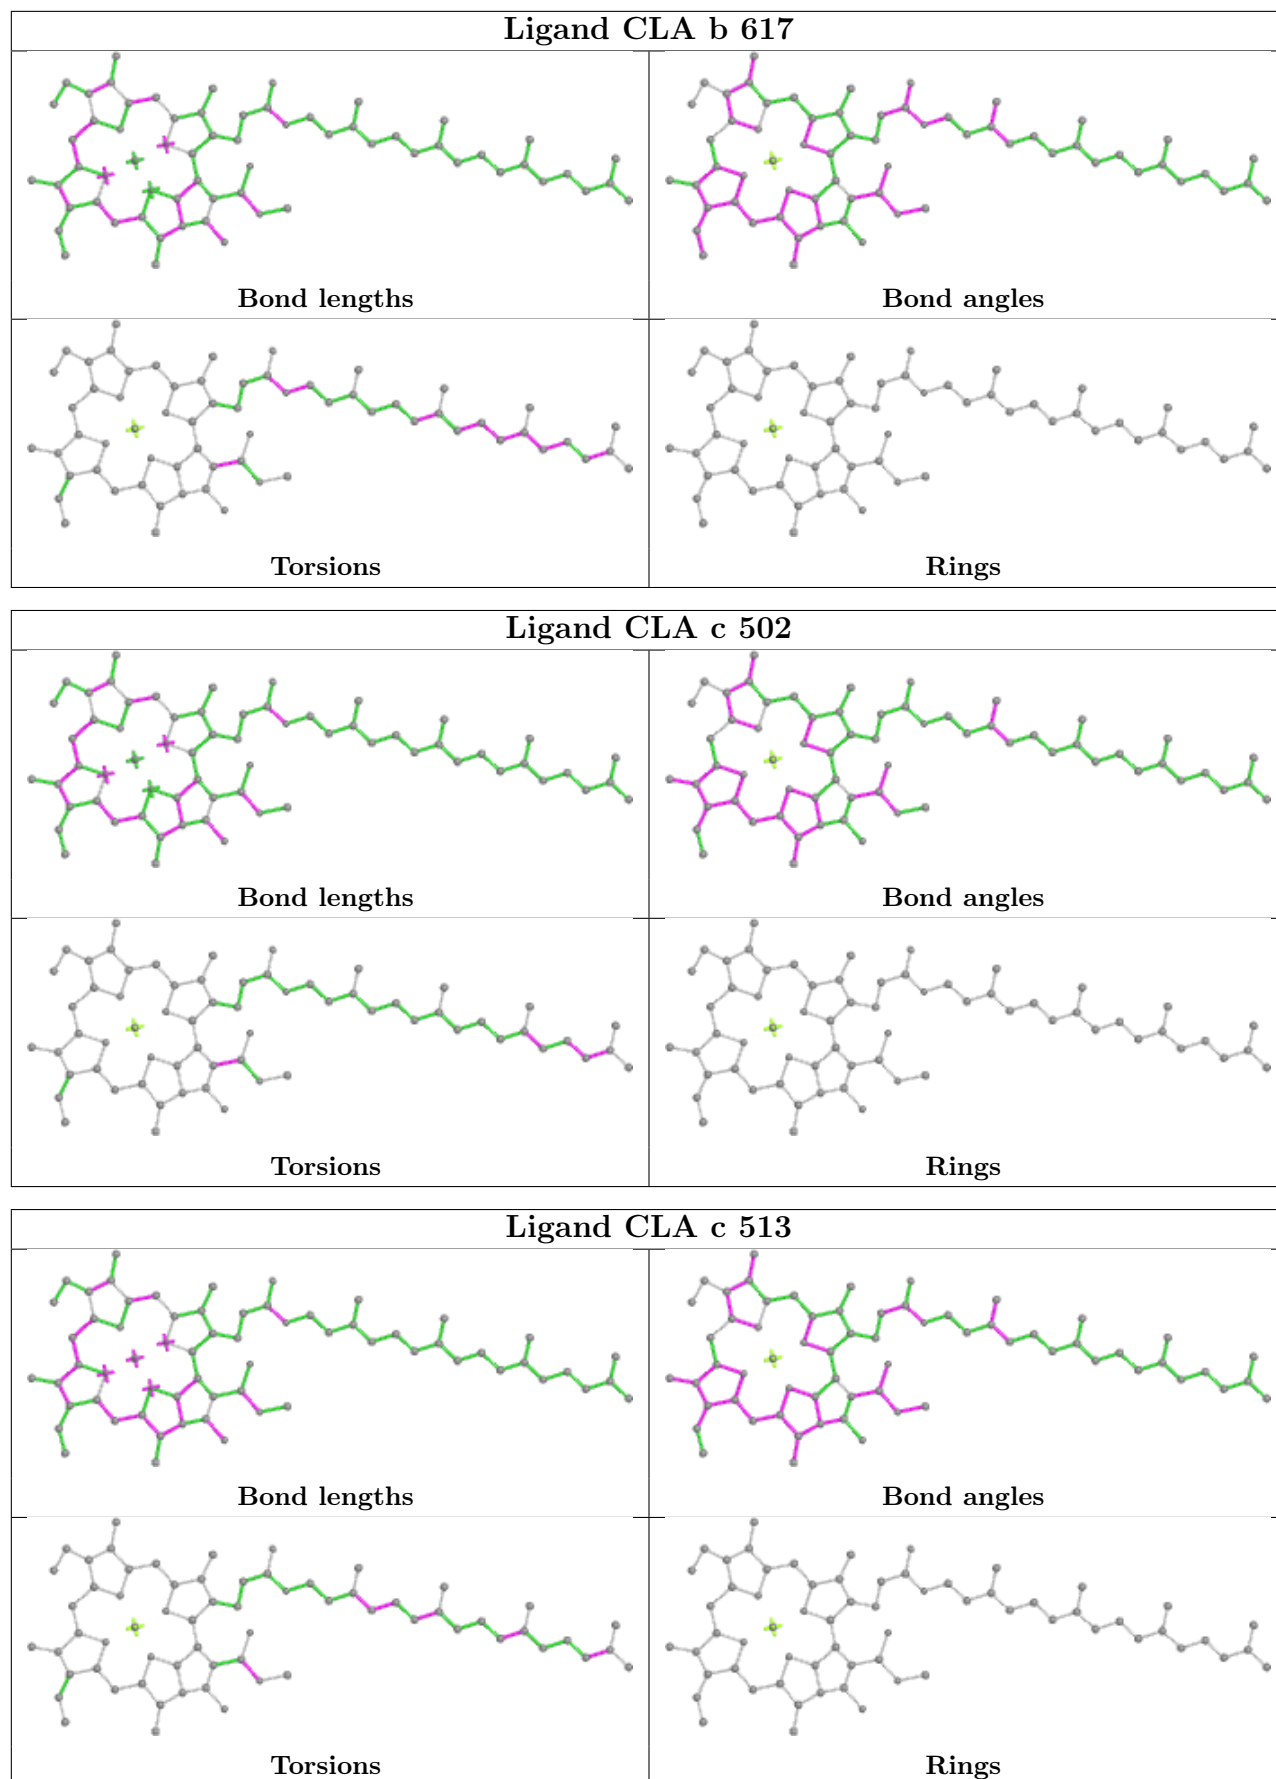 Ligand CLA b 617
Bond lengths
Bond angles
Torsions
Rings
Ligand CLA c 502
Bond lengths
Bond angles
Torsions
Rings
Ligand CLA c 513
Bond lengths
Bond angles
Torsions
Rings